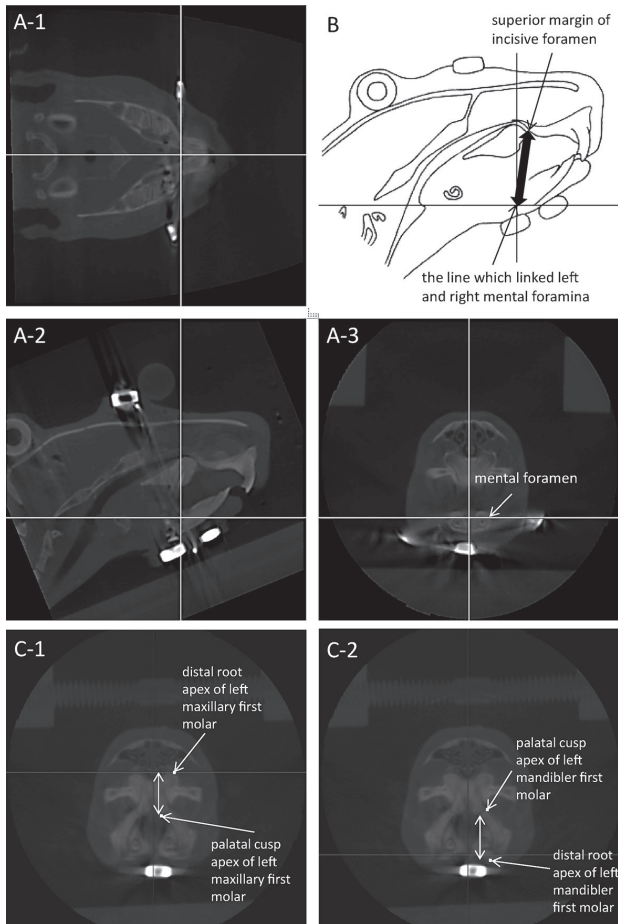 A-1
B
superior margin of
incisive foramen
the line which linked left
and right mental foramina
A-2
A-3
mental foramen
C-1
distal root
apex of left
maxillary first
molar
palatal cusp
apex of left
maxillary first
molar
C-2
palatal cusp
apex of left
mandibler first
molar
distal root
apex of left
mandibler
first molar